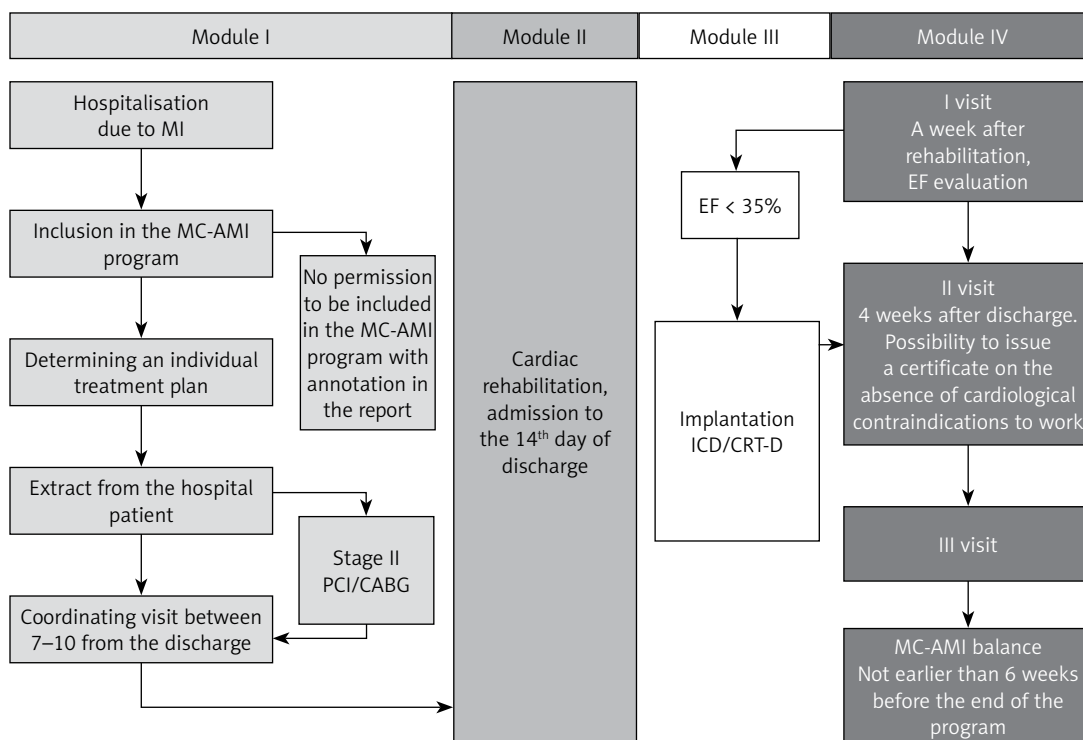 Module I
Module II
Module III
Module IV
Hospitalisation
due to MI
Inclusion in the MC-AMI
program
No permission
to be included
in the MC-AMI
program with
annotation in
the report
Determining an individual
treatment plan
Extract from the hospital
patient
Stage II
PCI/CABG
Coordinating visit between
7–10 from the discharge
Cardiac
rehabilitation,
admission to
the 14th day of
discharge
EF < 35%
Implantation
ICD/CRT-D
I visit
A week after
rehabilitation,
EF evaluation
II visit
4 weeks after discharge.
Possibility to issue
a certificate on the
absence of cardiological
contraindications to work
III visit
MC-AMI balance
Not earlier than 6 weeks
before the end of the
program